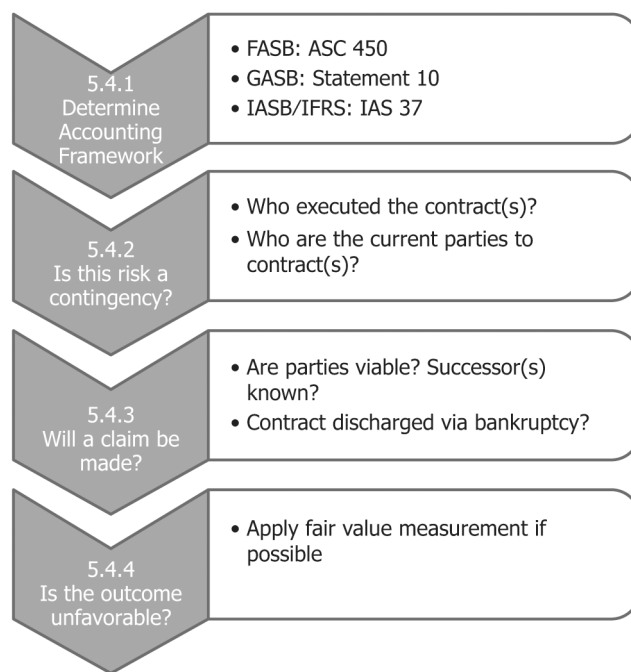 5.4.1
Determine
Accounting
Framework
• FASB: ASC 450
• GASB: Statement 10
• IASB/IFRS: IAS 37
5.4.2
Is this risk a
contingency?
• Who executed the contract(s)?
• Who are the current parties to
contract(s)?
5.4.3
Will a claim be
made?
• Are parties viable? Successor(s)
known?
• Contract discharged via bankruptcy?
5.4.4
Is the outcome
unfavorable?
• Apply fair value measurement if
possible